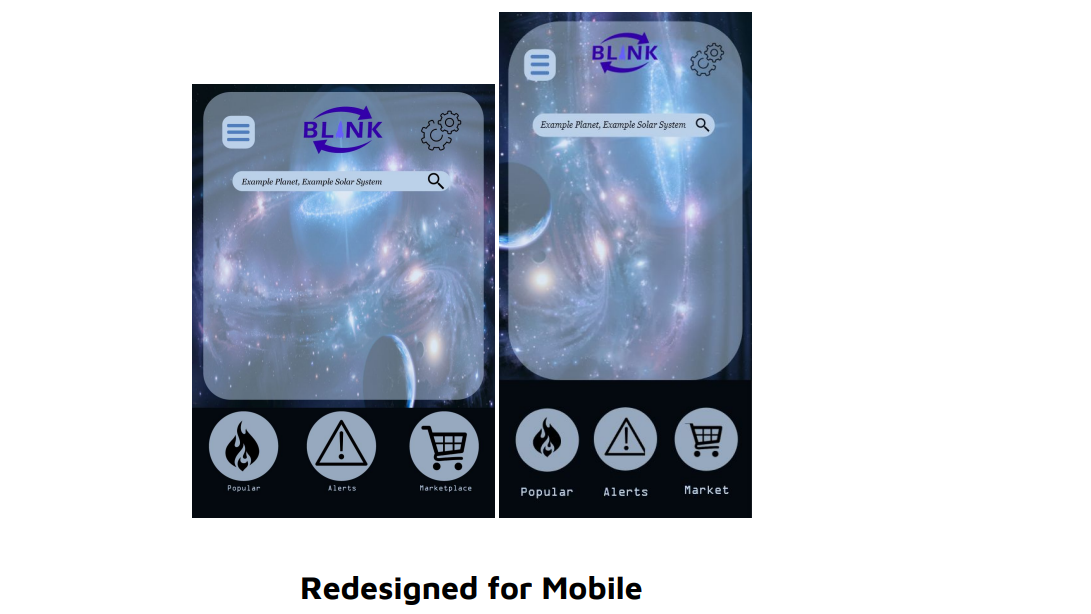 BLINK
Example Planet, Example Solar System
Popular Alerts Marketplace
BLINK
Example Planet, Example Solar System
Popular Alerts Market
Redesigned for Mobile